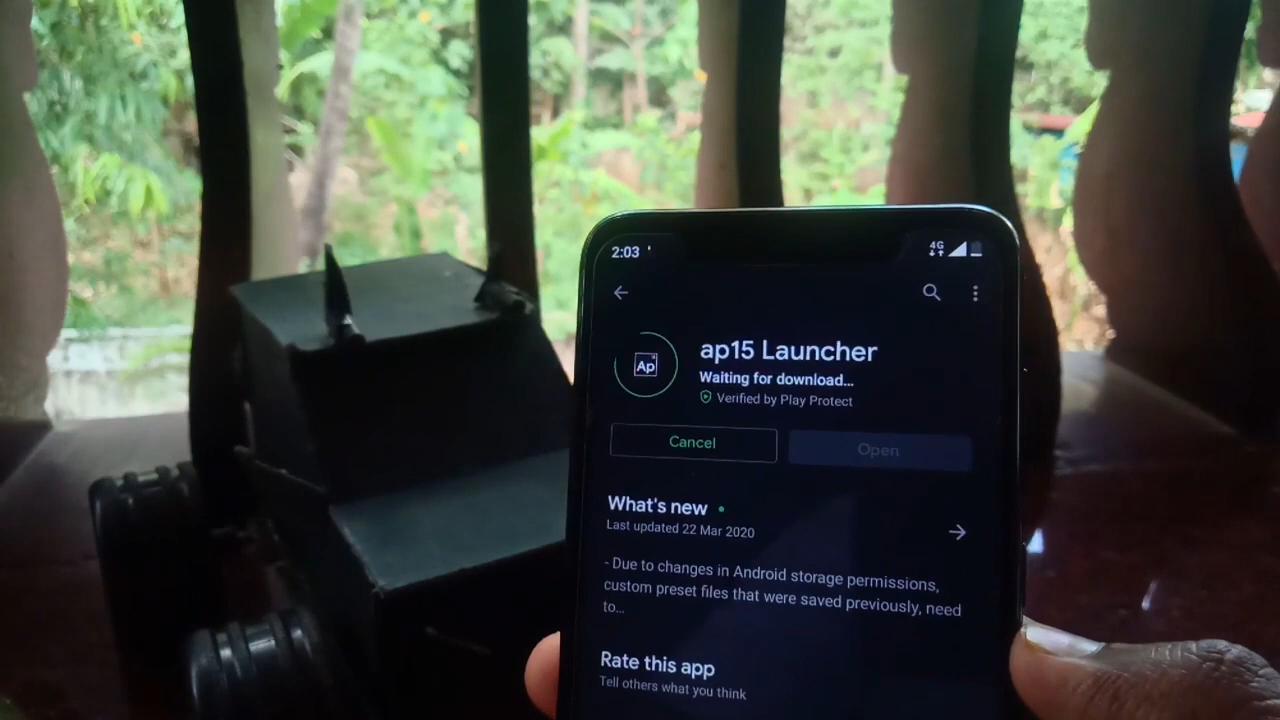 2:03
4G
Ap
ap15 Launcher
Waiting for download...
Verified by Play Protect
Cancel
Open
What's new
Last updated 22 Mar 2020
- Due to changes in Android storage permissions,
custom preset files that were saved previously, need
to...
Rate this app
Tell others what you think